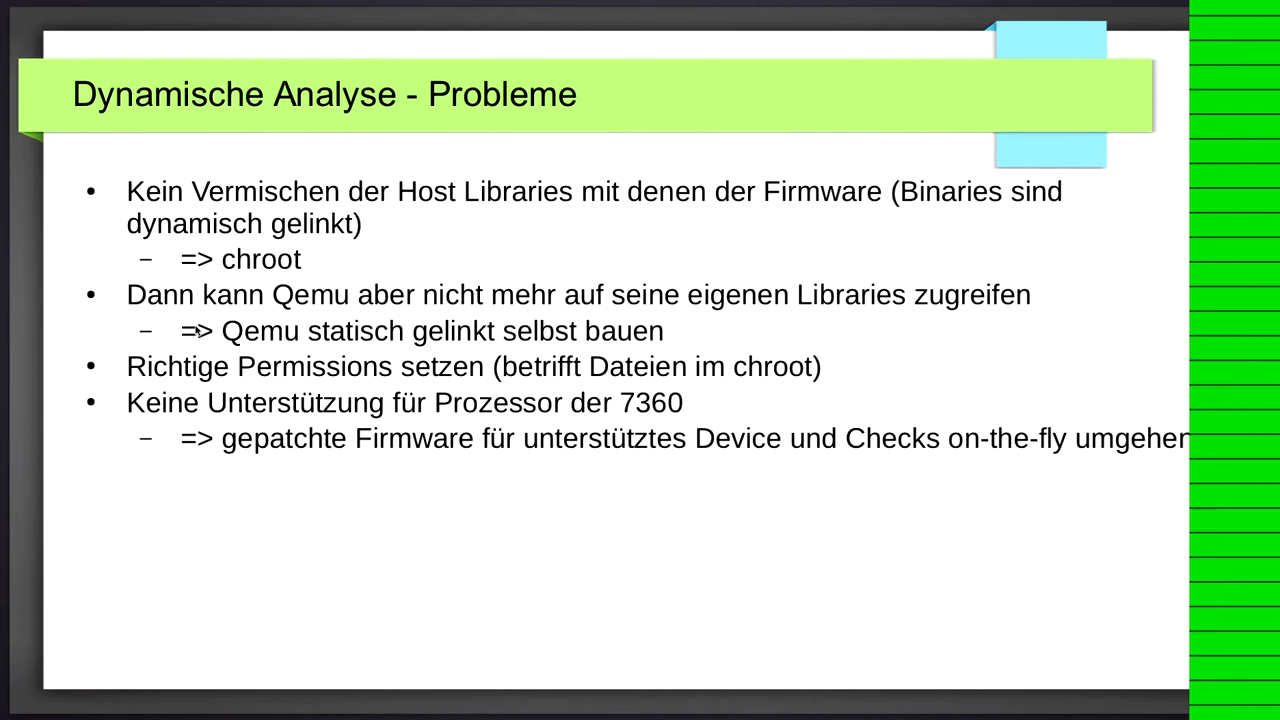 Dynamische Analyse - Probleme
• Kein Vermischen der Host Libraries mit denen der Firmware (Binaries sind
dynamisch gelinkt)
– => chroot
• Dann kann Qemu aber nicht mehr auf seine eigenen Libraries zugreifen
– => Qemu statisch gelinkt selbst bauen
• Richtige Permissions setzen (betrifft Dateien im chroot)
• Keine Unterstützung für Prozessor der 7360
– => gepatchte Firmware für unterstütztes Device und Checks on-the-fly umgehen